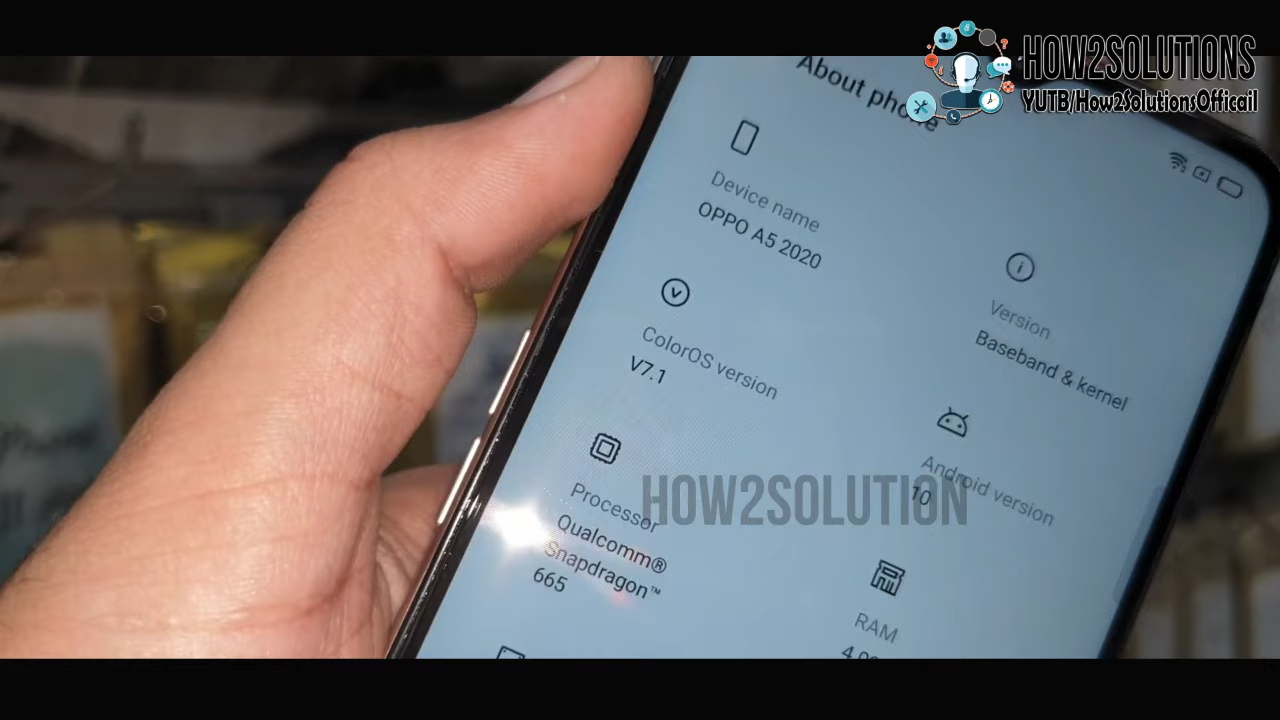 HOW2SOLUTIONS
YUTB/How2SolutionsOfficail
About phone
Device name
OPPO A5 2020
Version
Baseband & kernel
ColorOS version
V7.1
Android version
10
Processor
Qualcomm®
Snapdragon™
665
HOW2SOLUTION
RAM